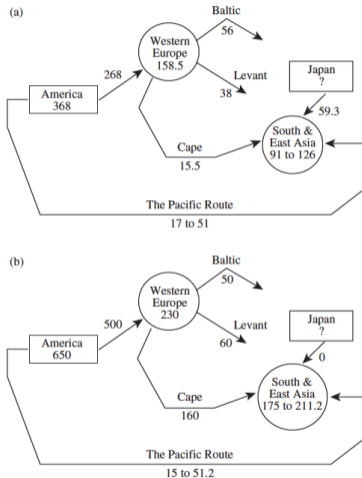 (a)
Baltic
56
Western
Europe
158.5
268
Levant
38
America
368
Japan
?
59.3
South &
East Asia
91 to 126
Cape
15.5
The Pacific Route
17 to 51
(b)
Baltic
50
Western
Europe
230
500
Levant
60
America
650
Japan
?
0
South &
East Asia
175 to 211.2
Cape
160
The Pacific Route
15 to 51.2